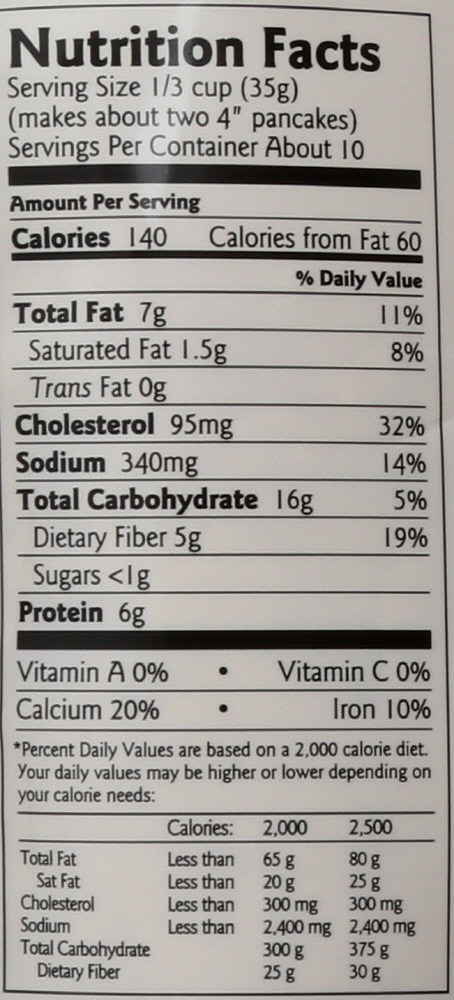 Nutrition Facts
Serving Size 1/3 cup (35g)
(makes about two 4" pancakes)
Servings Per Container About 10
Amount Per Serving
Calories 140 Calories from Fat 60
% Daily Value
Total Fat 7g 11%
Saturated Fat 1.5g 8%
Trans Fat 0g
Cholesterol 95mg 32%
Sodium 340mg 14%
Total Carbohydrate 16g 5%
Dietary Fiber 5g 19%
Sugars <1g
Protein 6g
Vitamin A 0% • Vitamin C 0%
Calcium 20% • Iron 10%
*Percent Daily Values are based on a 2,000 calorie diet.
Your daily values may be higher or lower depending on
your calorie needs:
Calories: 2,000 2,500
Total Fat Less than 65 g 80 g
Sat Fat Less than 20 g 25 g
Cholesterol Less than 300 mg 300 mg
Sodium Less than 2,400 mg 2,400 mg
Total Carbohydrate 300 g 375 g
Dietary Fiber 25 g 30 g